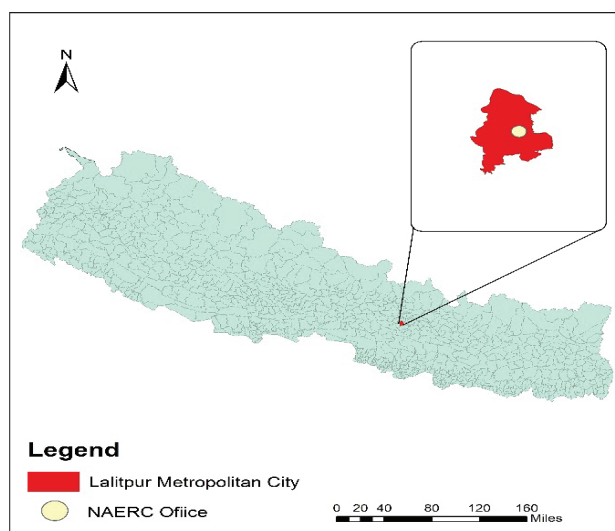 N
Legend
Lalitpur Metropolitan City
NAERC Ofiice
0 20 40 80 120 160
Miles